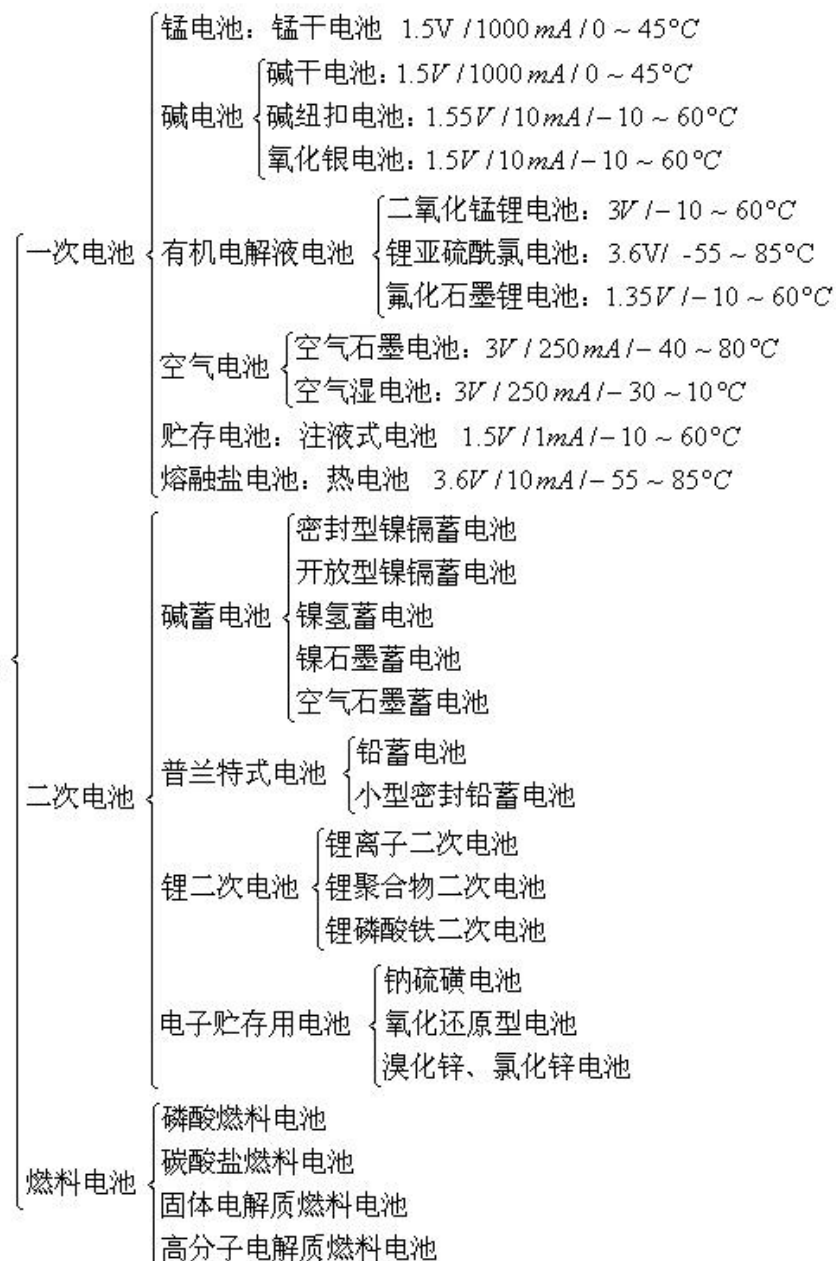 锰电池：锰干电池 1.5V /1000mA/0 ~ 45°C
碱干电池：1.5V /1000mA/0 ~ 45°C
碱电池
碱纽扣电池：1.55V /10mA/-10 ~ 60°C
氧化银电池：1.5V /10mA/-10 ~ 60°C
二氧化锰锂电池：3V /-10 ~ 60°C
一次电池
有机电解液电池
锂亚硫酰氯电池：3.6V/ -55 ~ 85°C
氟化石墨锂电池：1.35V /-10 ~ 60°C
空气石墨电池：3V / 250mA/-40 ~ 80°C
空气电池
空气湿电池：3V / 250mA/-30 ~ 10°C
贮存电池：注液式电池 1.5V /1mA/-10 ~ 60°C
熔融盐电池：热电池 3.6V /10mA/-55 ~ 85°C
密封型镍镉蓄电池
开放型镍镉蓄电池
碱蓄电池
镍氢蓄电池
镍石墨蓄电池
空气石墨蓄电池
铅蓄电池
普兰特式电池
小型密封铅蓄电池
二次电池
锂离子二次电池
锂二次电池
锂聚合物二次电池
锂磷酸铁二次电池
钠硫磺电池
电子贮存用电池
氧化还原型电池
溴化锌、氯化锌电池
磷酸燃料电池
碳酸盐燃料电池
燃料电池
固体电解质燃料电池
高分子电解质燃料电池